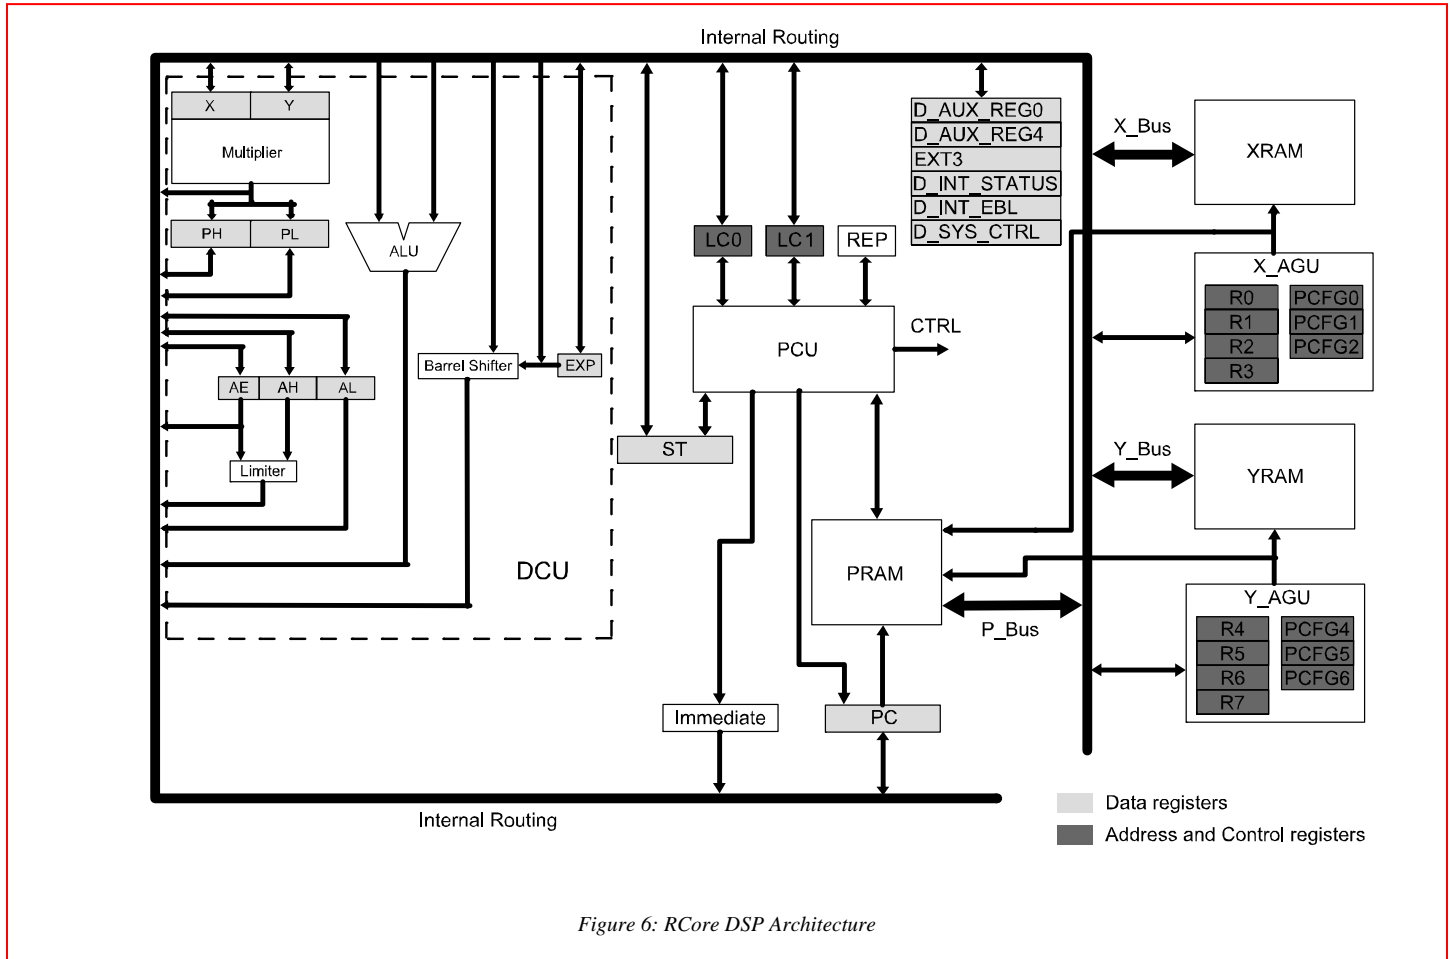 Internal Routing
X
Y
Multiplier
PH
PL
ALU
AE
AH
AL
Limiter
Barrel Shifter
EXP
DCU
LC0
LC1
REP
PCU
CTRL
ST
PRAM
P_Bus
Immediate
PC
D_AUX_REG0
D_AUX_REG4
EXT3
D_INT_STATUS
D_INT_EBL
D_SYS_CTRL
X_Bus
XRAM
X_AGU
R0
PCFG0
R1
PCFG1
R2
PCFG2
R3
Y_Bus
YRAM
Y_AGU
R4
PCFG4
R5
PCFG5
R6
PCFG6
R7
Internal Routing
Data registers
Address and Control registers
Figure 6: RCore DSP Architecture